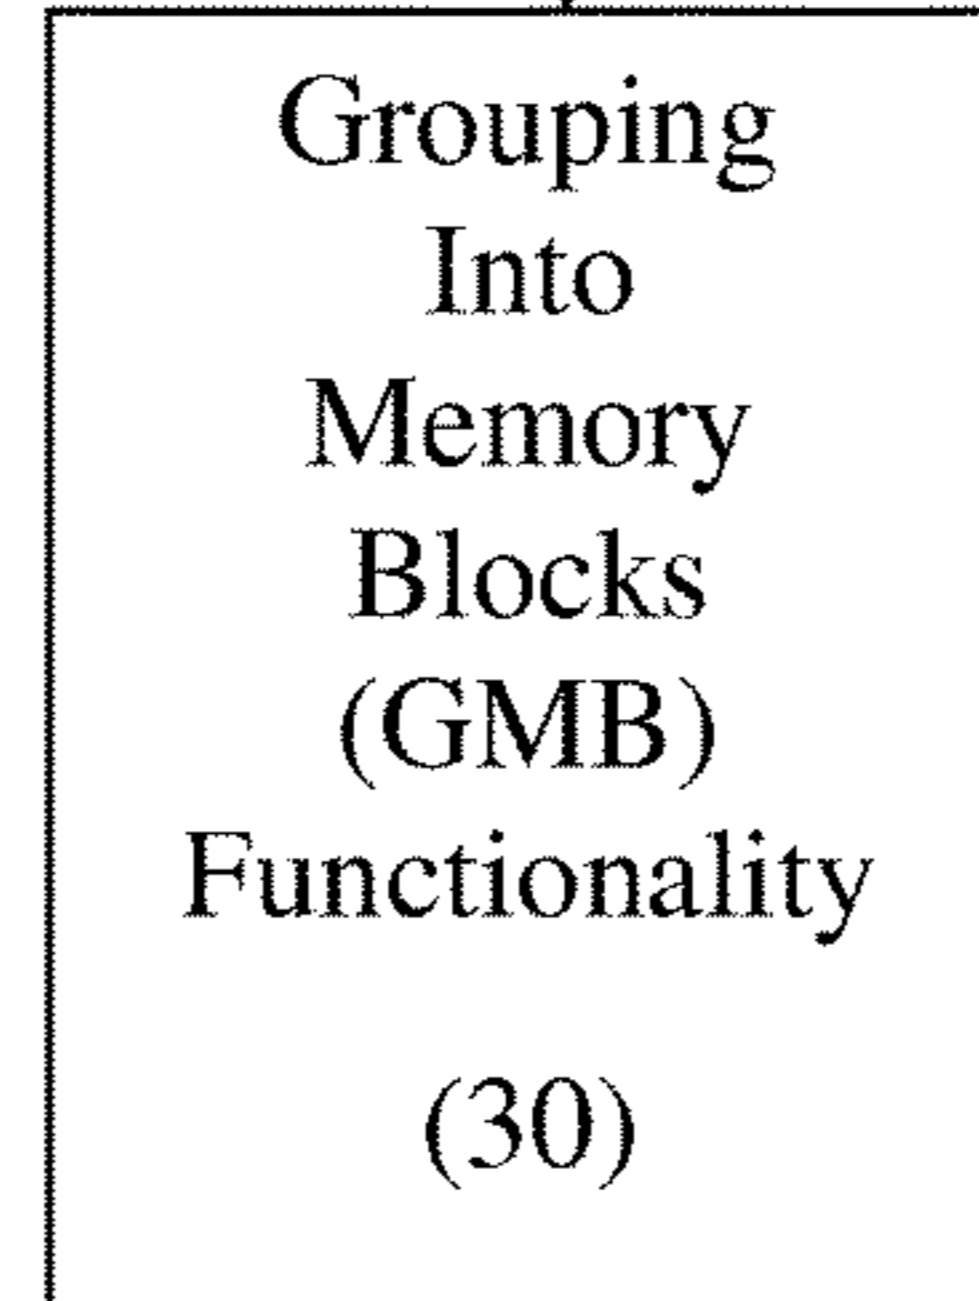 Grouping
Into
Memory
Blocks
(GMB)
Functionality
(30)